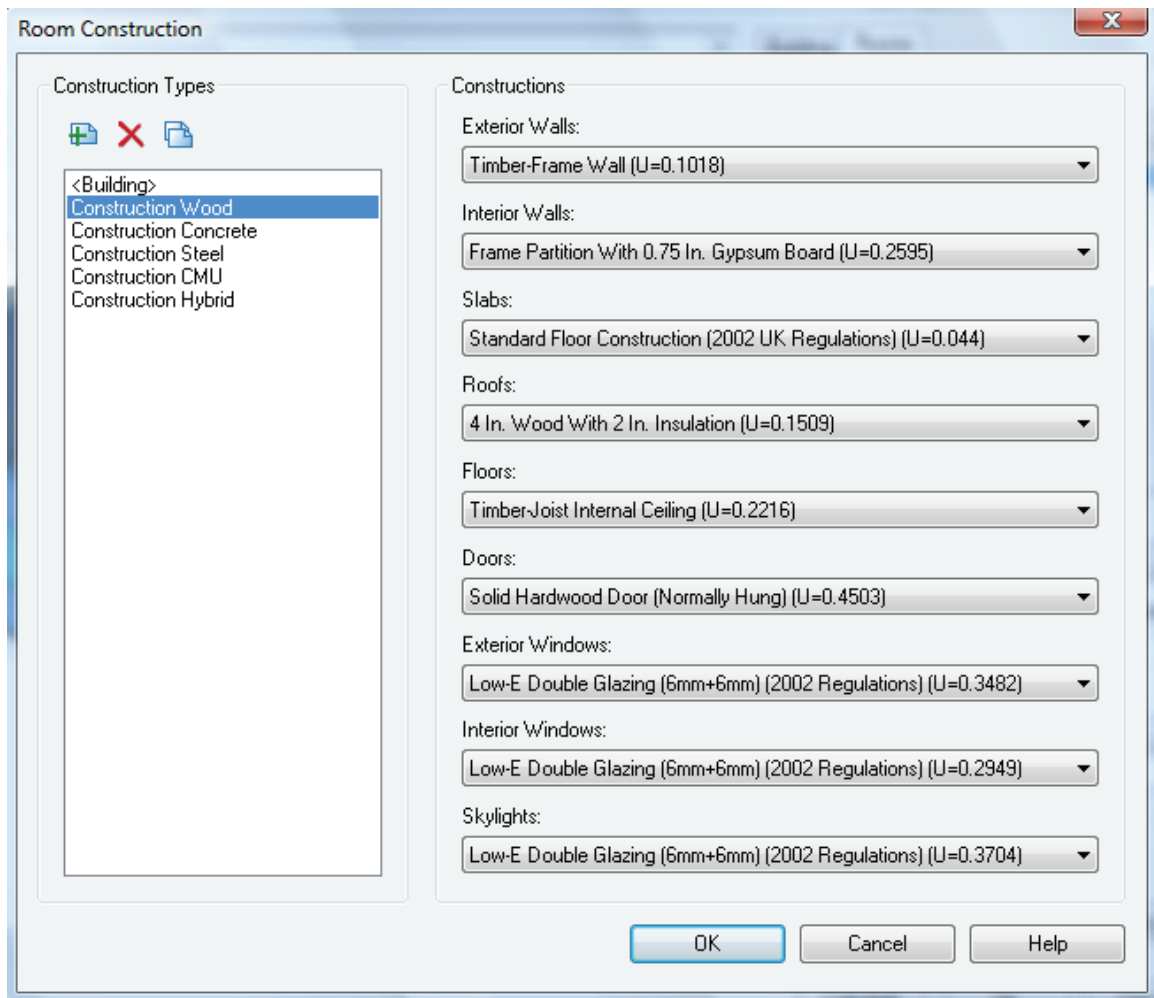 Room Construction
Construction Types
<Building>
Construction Wood
Construction Concrete
Construction Steel
Construction CMU
Construction Hybrid
Constructions
Exterior Walls:
Timber-Frame Wall (U=0.1018)
Interior Walls:
Frame Partition With 0.75 In. Gypsum Board (U=0.2595)
Slabs:
Standard Floor Construction (2002 UK Regulations) (U=0.044)
Roofs:
4 In. Wood With 2 In. Insulation (U=0.1509)
Floors:
Timber-Joist Internal Ceiling (U=0.2216)
Doors:
Solid Hardwood Door (Normally Hung) (U=0.4503)
Exterior Windows:
Low-E Double Glazing (6mm+6mm) (2002 Regulations) (U=0.3482)
Interior Windows:
Low-E Double Glazing (6mm+6mm) (2002 Regulations) (U=0.2949)
Skylights:
Low-E Double Glazing (6mm+6mm) (2002 Regulations) (U=0.3704)
OK
Cancel
Help